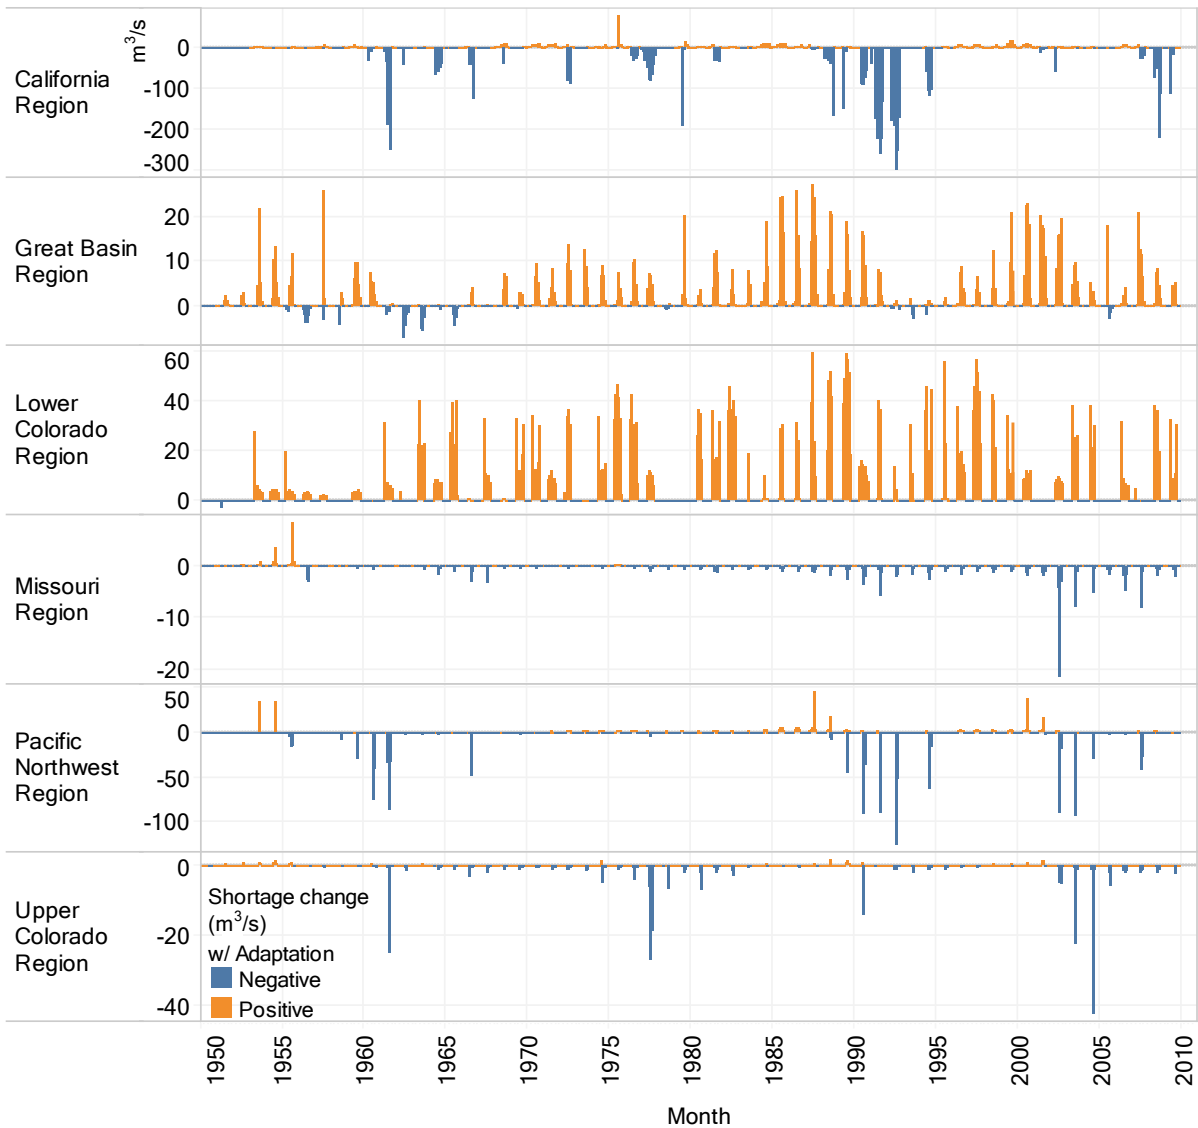 m³/s
California
Region
0
-100
-200
-300
Great Basin
Region
20
10
0
Lower
Colorado
Region
60
40
20
0
Missouri
Region
0
-10
-20
Pacific
Northwest
Region
50
0
-50
-100
Upper
Colorado
Region
0
-20
-40
Shortage change
(m³/s)
w/ Adaptation
Negative
Positive
1950 1955 1960 1965 1970 1975 1980 1985 1990 1995 2000 2005 2010
Month